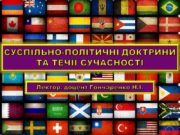 СУСПІЛЬНО-ПОЛІТИЧНІ ДОКТРИНИ
ТА ТЕЧІЇ СУЧАСНОСТІ
Лектор: доцент Гончаренко Н.І